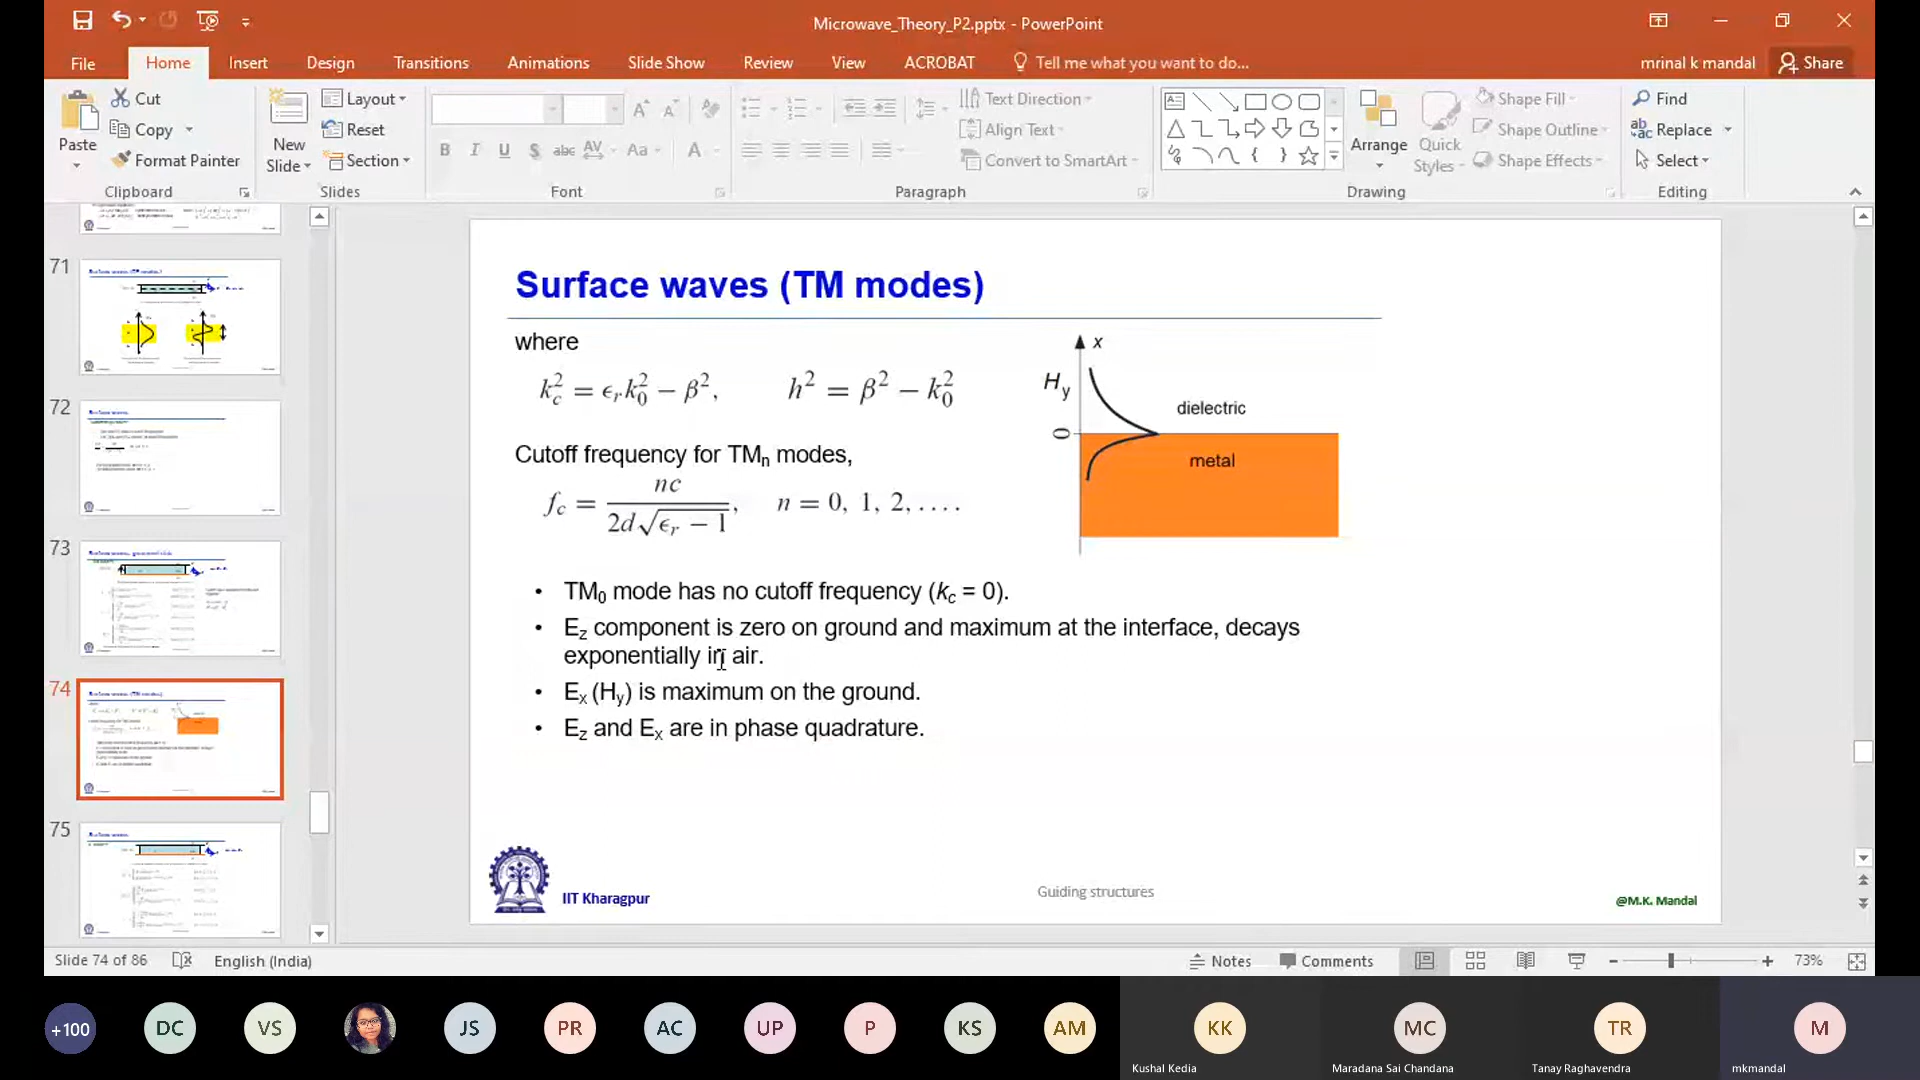 Microwave_Theory_P2.pptx - PowerPoint
File Home Insert Design Transitions Animations Slide Show Review View ACROBAT Tell me what you want to do... mrinal k mandal Share
Paste Cut Copy Format Painter
Clipboard
New Slide Layout Reset Section
Slides
B I U S abc AV Aa A
Font
Text Direction Align Text Convert to SmartArt
Paragraph
Arrange Quick Styles Shape Fill Shape Outline Shape Effects
Drawing
Find Replace Select
Editing
71
72
73
74
75
Surface waves (TM modes)
where
k_c^2 = ϵ_r k_0^2 − β^2, h^2 = β^2 − k_0^2
Cutoff frequency for TM_n modes,
f_c = nc / (2d√(ϵ_r − 1)), n = 0, 1, 2, . . . .
x
H_y
0
dielectric
metal
• TM_0 mode has no cutoff frequency (k_c = 0).
• E_z component is zero on ground and maximum at the interface, decays
exponentially in air.
• E_x (H_y) is maximum on the ground.
• E_z and E_x are in phase quadrature.
IIT Kharagpur
Guiding structures
@M.K. Mandal
Slide 74 of 86 English (India) Notes Comments 73%
+100 DC VS JS PR AC UP P KS AM KK MC TR M
Kushal Kedia Maradana Sai Chandana Tanay Raghavendra mkmandal